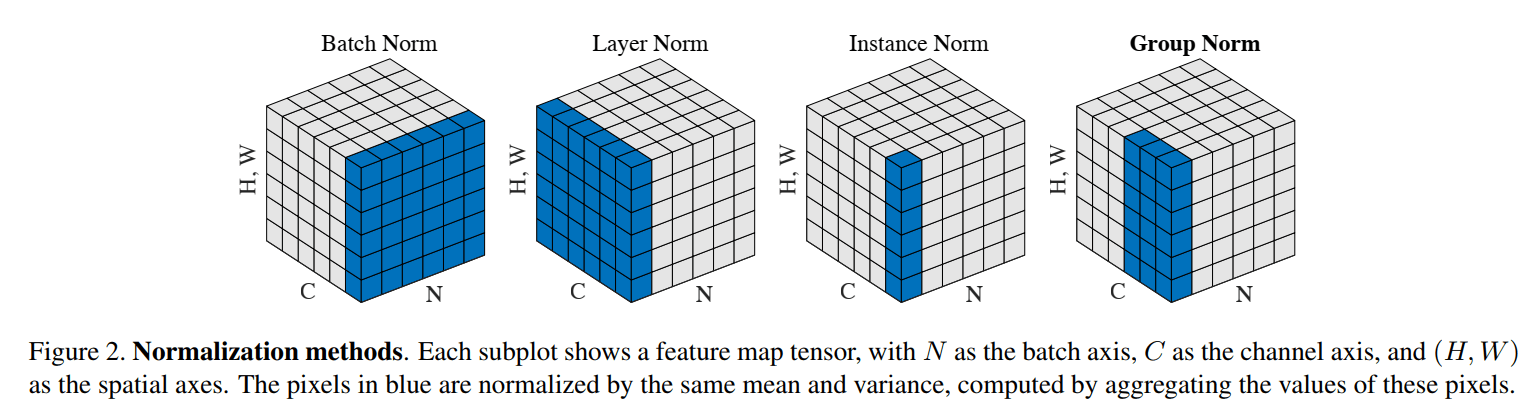 Batch Norm
Layer Norm
Instance Norm
Group Norm
H, W
C
N
H, W
C
N
H, W
C
N
H, W
C
N
Figure 2. Normalization methods. Each subplot shows a feature map tensor, with N as the batch axis, C as the channel axis, and (H, W)
as the spatial axes. The pixels in blue are normalized by the same mean and variance, computed by aggregating the values of these pixels.